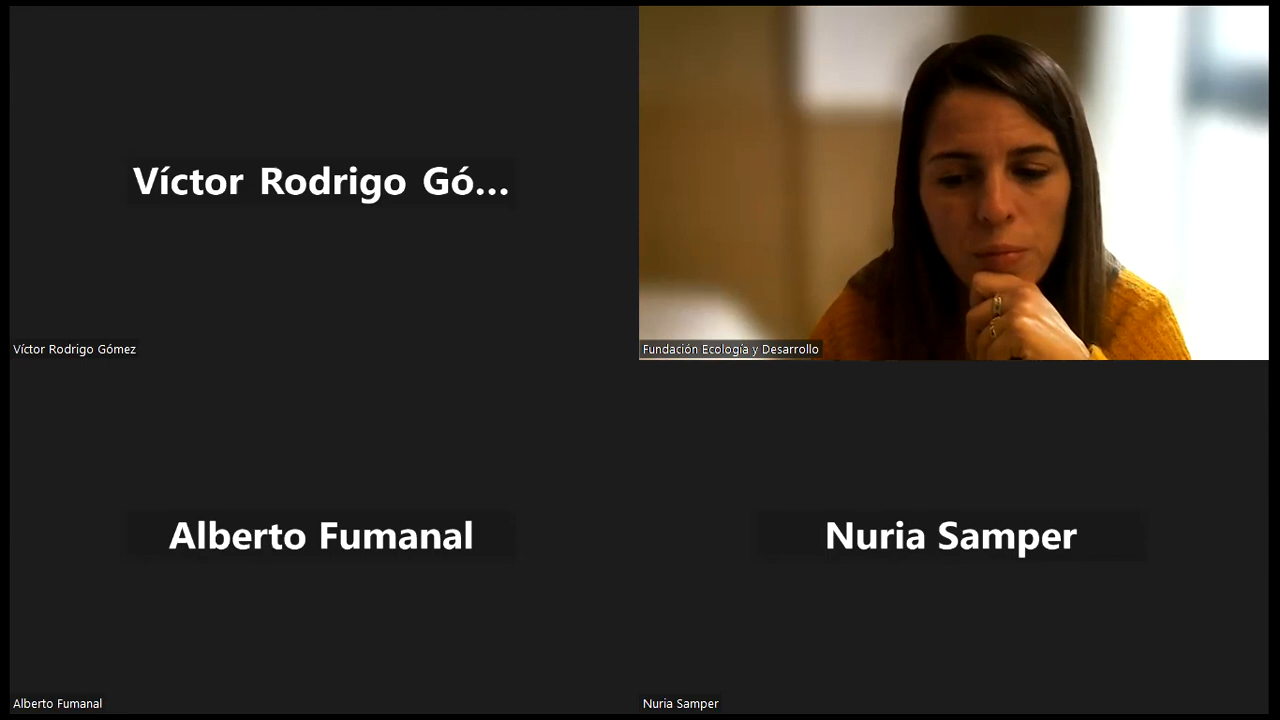 Víctor Rodrigo Gó...
Víctor Rodrigo Gómez
Fundación Ecología y Desarrollo
Alberto Fumanal
Nuria Samper
Alberto Fumanal
Nuria Samper